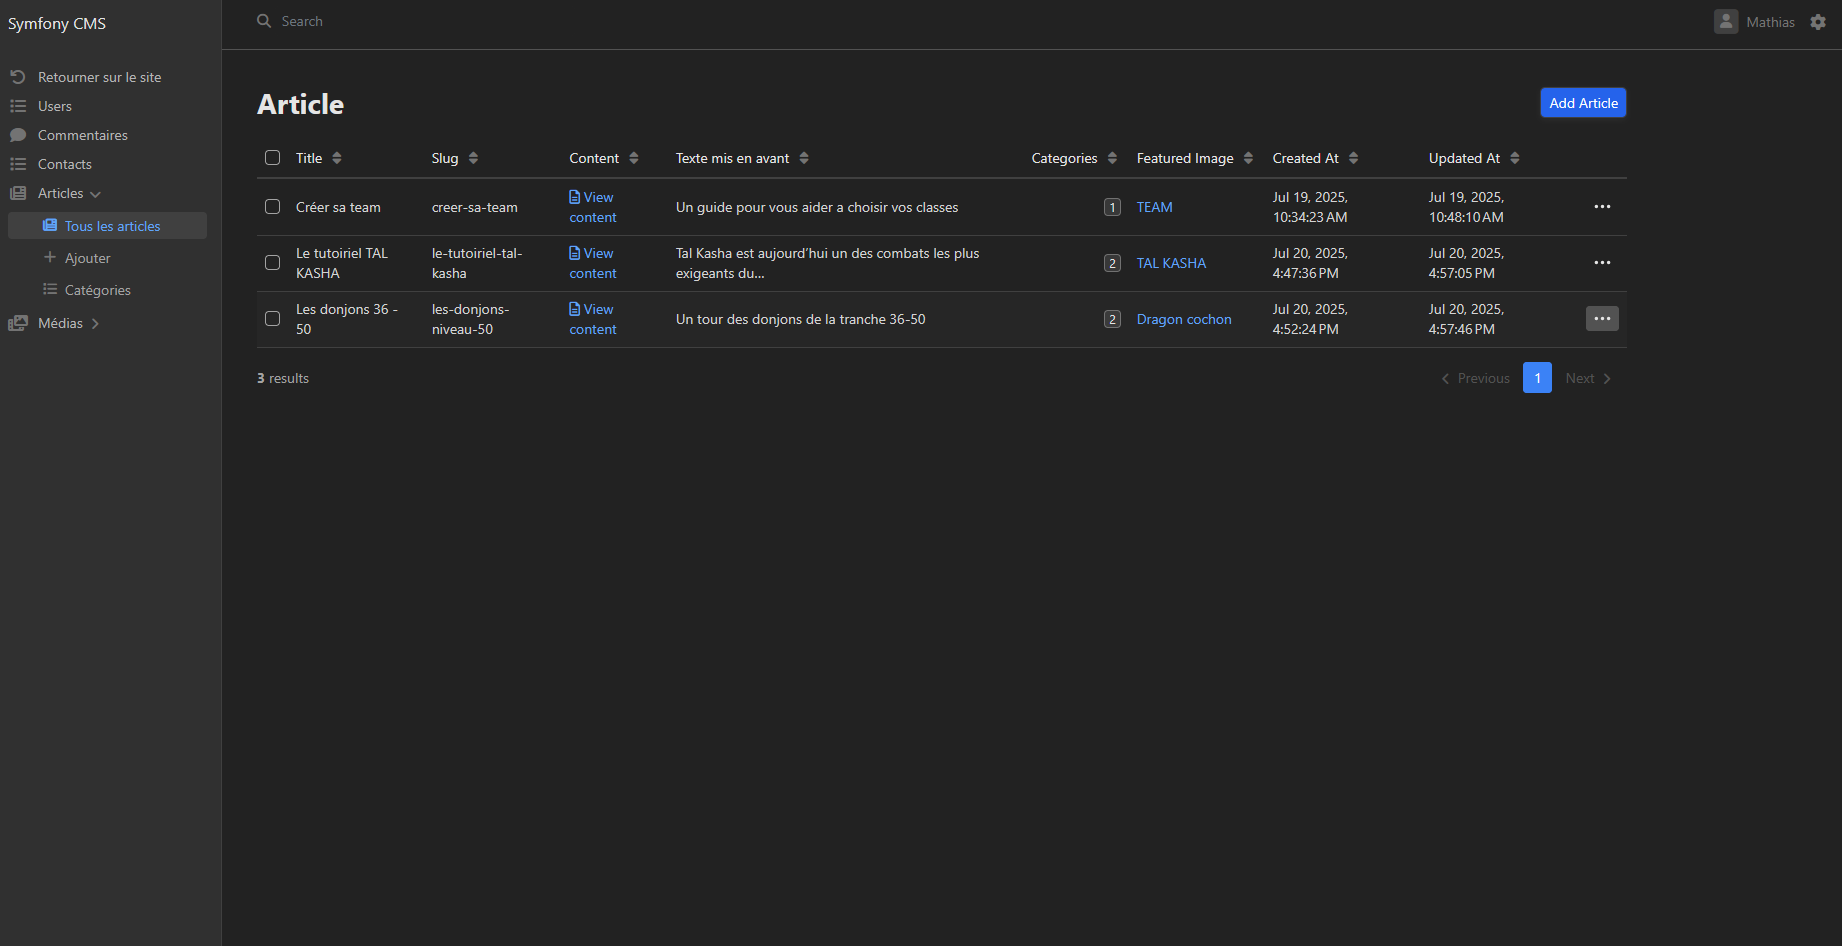 Symfony CMS
Search
Mathias
Retourner sur le site
Users
Commentaires
Contacts
Articles
Tous les articles
Ajouter
Catégories
Médias
Article
Add Article
Title Slug Content Texte mis en avant Categories Featured Image Created At Updated At
Créer sa team creer-sa-team View content Un guide pour vous aider a choisir vos classes 1 TEAM Jul 19, 2025, 10:34:23 AM Jul 19, 2025, 10:48:10 AM
Le tutoiriel TAL KASHA le-tutoiriel-tal-kasha View content Tal Kasha est aujourd'hui un des combats les plus exigeants du... 2 TAL KASHA Jul 20, 2025, 4:47:36 PM Jul 20, 2025, 4:57:05 PM
Les donjons 36 - 50 les-donjons-niveau-50 View content Un tour des donjons de la tranche 36-50 2 Dragon cochon Jul 20, 2025, 4:52:24 PM Jul 20, 2025, 4:57:46 PM
3 results
Previous 1 Next